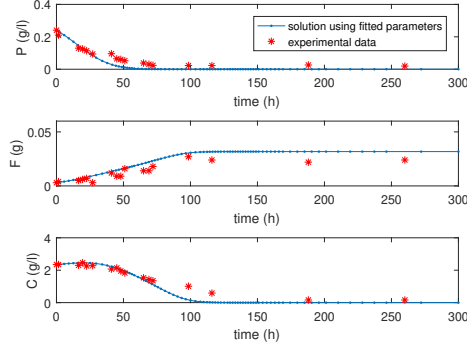 0.4
0.2
0
P (g/l)
solution using fitted parameters
experimental data
0 50 100 150 200 250 300
time (h)
0.05
0
F (g)
0 50 100 150 200 250 300
time (h)
4
2
0
C (g/l)
0 50 100 150 200 250 300
time (h)